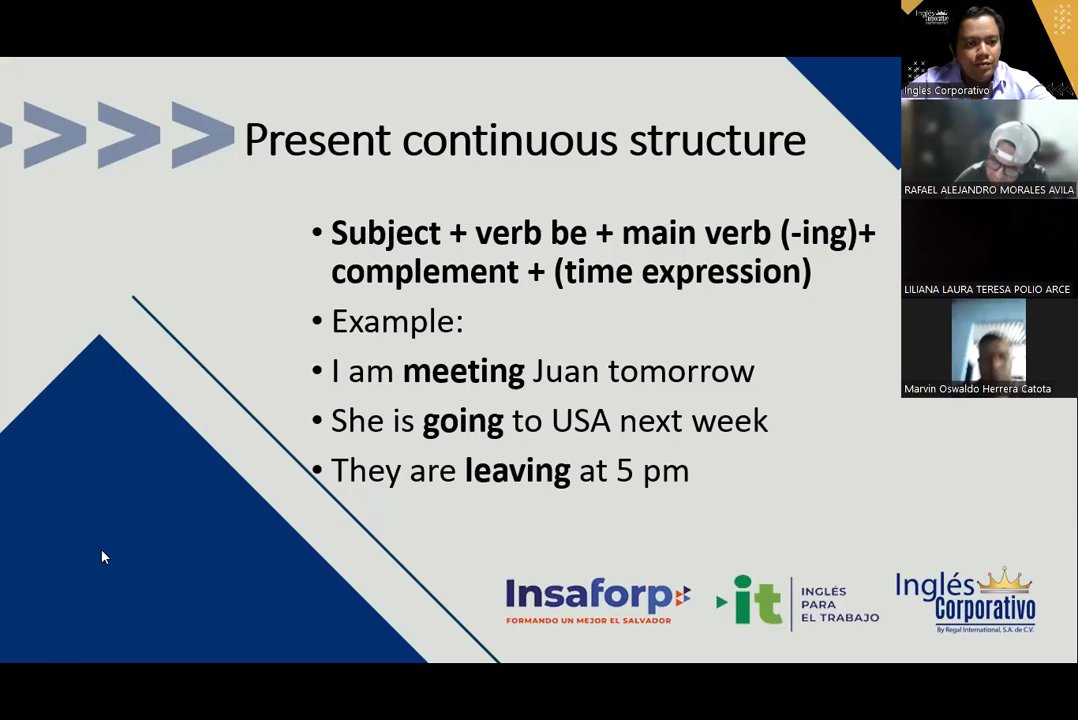 Present continuous structure
• Subject + verb be + main verb (-ing)+
complement + (time expression)
• Example:
• I am meeting Juan tomorrow
• She is going to USA next week
• They are leaving at 5 pm
Insaforp
FORMANDO UN MEJOR EL SALVADOR
it
INGLÉS
PARA
EL TRABAJO
Inglés
Corporativo
By Regal International, S.A. de C.V.
Inglés
Corporativo
Ingles Corporativo
RAFAEL ALEJANDRO MORALES AVILA
LILIANA LAURA TERESA POLIO ARCE
Marvin Oswaldo Herrera Catota